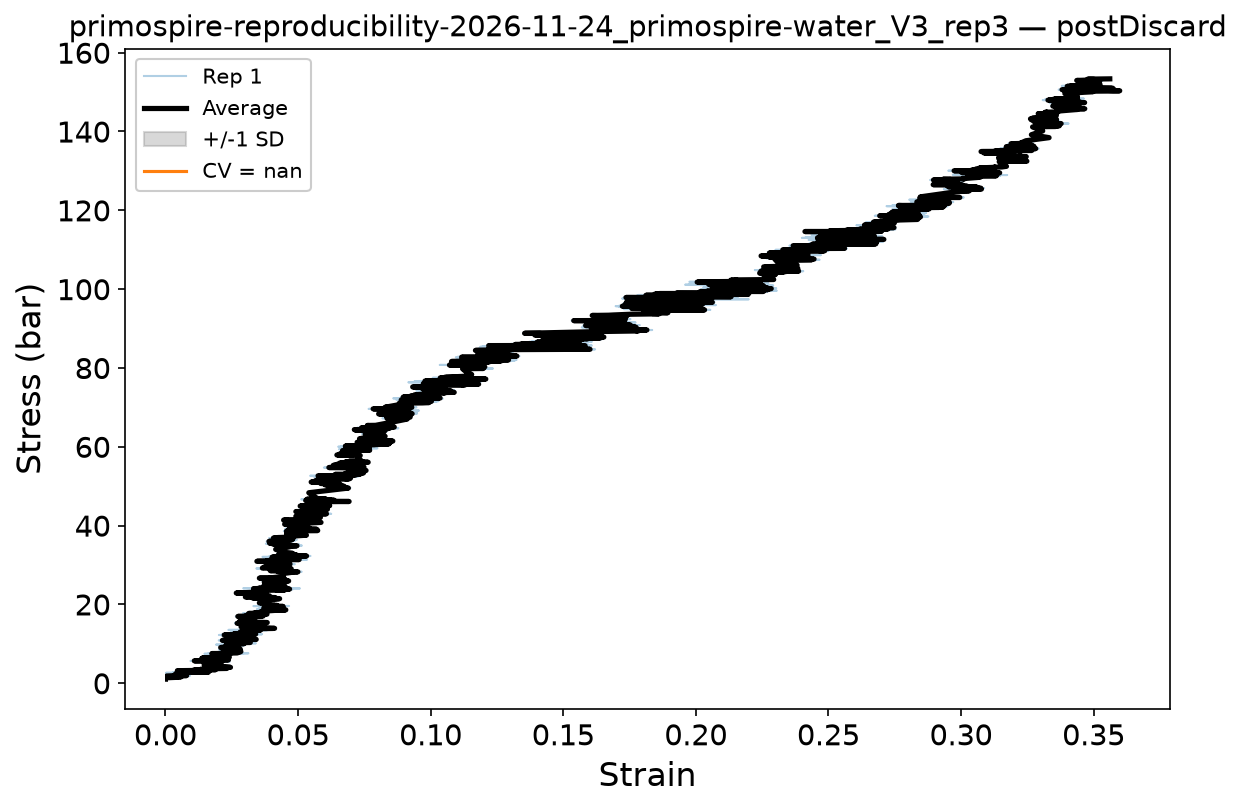 primospire-reproducibility-2026-11-24_primospire-water_V3_rep3 — postDiscard
160
140
120
100
80
60
40
20
0
Stress (bar)
Rep 1
Average
+/-1 SD
CV = nan
0.00 0.05 0.10 0.15 0.20 0.25 0.30 0.35
Strain